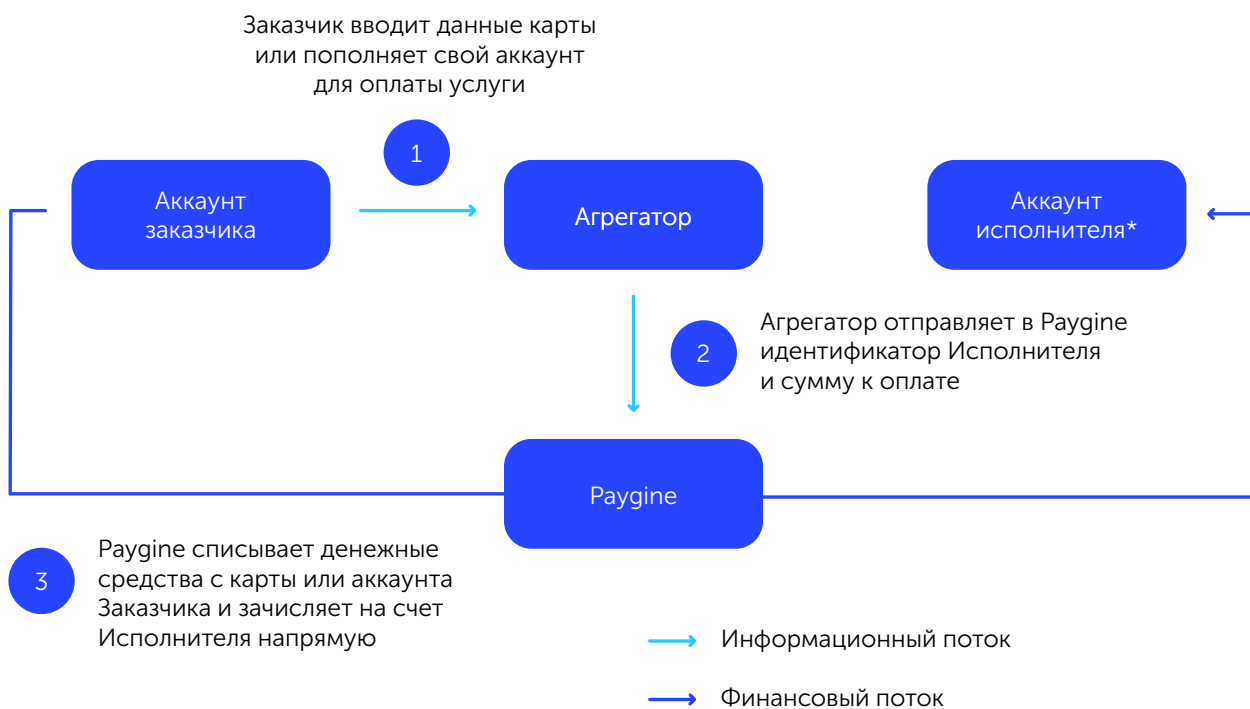 Заказчик вводит данные карты
или пополняет свой аккаунт
для оплаты услуги
1
Аккаунт
заказчика
Агрегатор
Аккаунт
исполнителя*
2
Агрегатор отправляет в Paygine
идентификатор Исполнителя
и сумму к оплате
Paygine
3
Paygine списывает денежные
средства с карты или аккаунта
Заказчика и зачисляет на счет
Исполнителя напрямую
Информационный поток
Финансовый поток